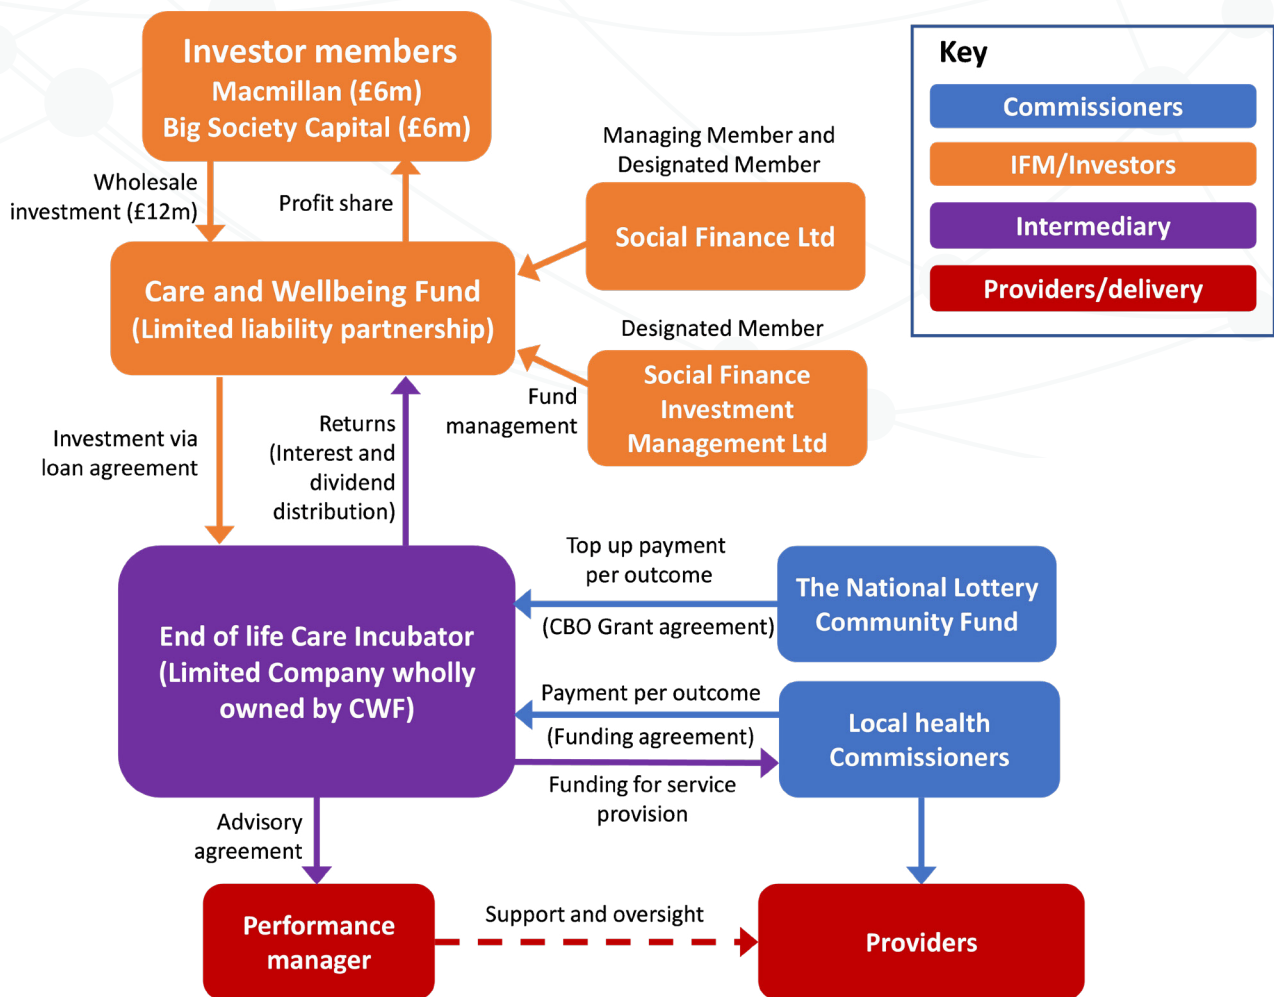 Investor members
Macmillan (£6m)
Big Society Capital (£6m)
Key
Commissioners
IFM/Investors
Intermediary
Providers/delivery
Wholesale
investment (£12m)
Profit share
Managing Member and
Designated Member
Social Finance Ltd
Care and Wellbeing Fund
(Limited liability partnership)
Designated Member
Social Finance
Investment
Management Ltd
Fund
management
Investment via
loan agreement
Returns
(Interest and
dividend
distribution)
End of life Care Incubator
(Limited Company wholly
owned by CWF)
Top up payment
per outcome
(CBO Grant agreement)
The National Lottery
Community Fund
Payment per outcome
(Funding agreement)
Funding for service
provision
Local health
Commissioners
Advisory
agreement
Performance
manager
Support and oversight
Providers